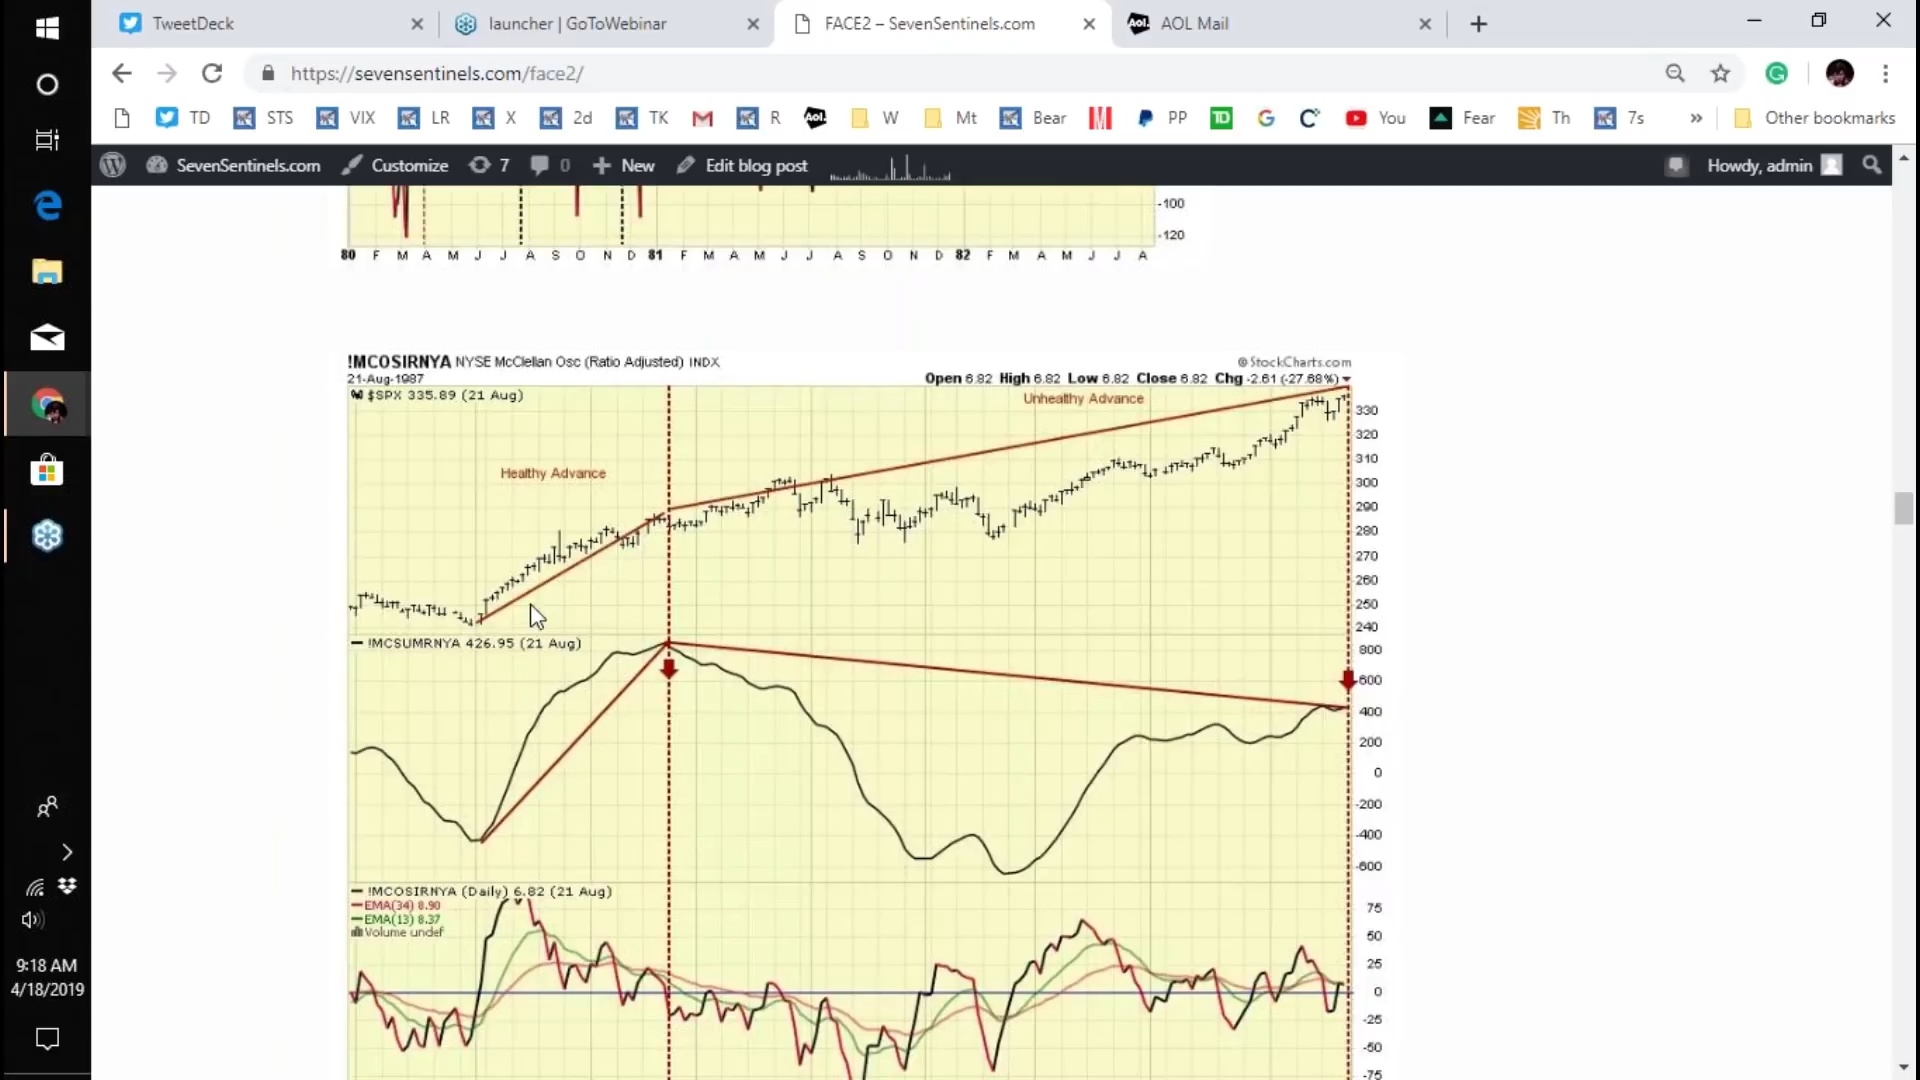 TweetDeck
launcher | GoToWebinar
FACE2 – SevenSentinels.com
Aol.
AOL Mail
https://sevensentinels.com/face2/
TD
STS
VIX
LR
X
2d
TK
R
Aol.
W
Mt
Bear
PP
TD
G
You
Fear
Th
7s
»
Other bookmarks
SevenSentinels.com
Customize
7
0
New
Edit blog post
Howdy, admin
-100
-120
80 F M A M J J A S O N D 81 F M A M J J A S O N D 82 F M A M J J A
!MCOSIRNYA NYSE McClellan Osc (Ratio Adjusted) INDX
© StockCharts.com
21-Aug-1987
Open 6.82 High 6.82 Low 6.82 Close 6.82 Chg -2.61 (-27.68%)
$SPX 335.89 (21 Aug)
Unhealthy Advance
Healthy Advance
330
320
310
300
290
280
270
260
250
240
!MCSUMRNYA 426.95 (21 Aug)
800
600
400
200
0
-200
-400
-600
!MCOSIRNYA (Daily) 6.82 (21 Aug)
EMA(34) 8.90
EMA(13) 8.37
Volume undef
75
50
25
0
-25
-50
-75
9:18 AM
4/18/2019